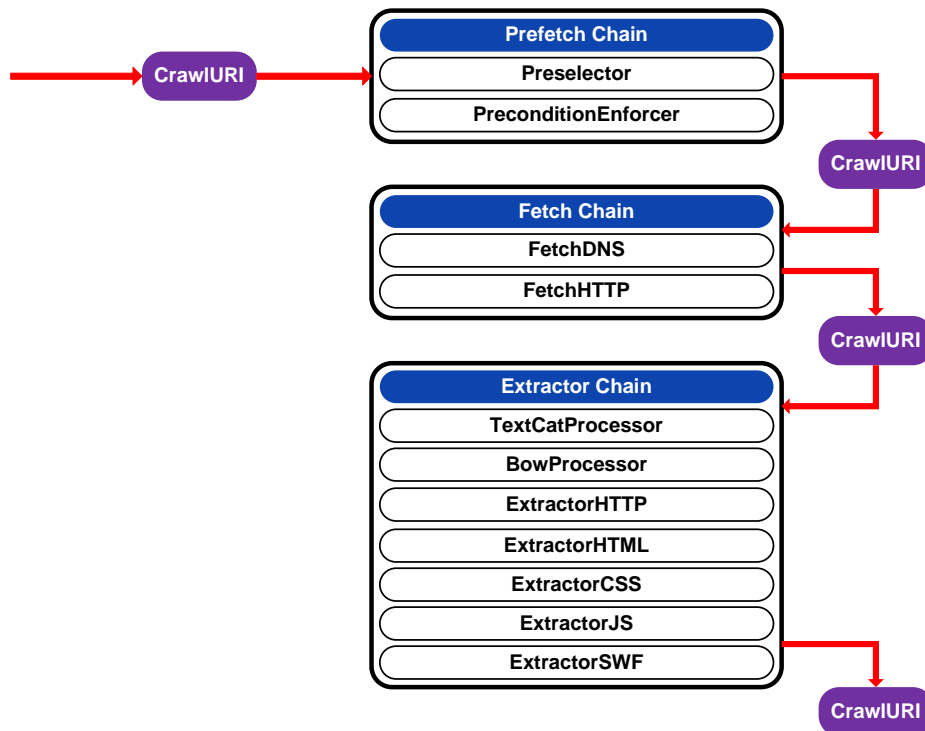 CrawlURI
Prefetch Chain
Preselector
PreconditionEnforcer
CrawlURI
Fetch Chain
FetchDNS
FetchHTTP
CrawlURI
Extractor Chain
TextCatProcessor
BowProcessor
ExtractorHTTP
ExtractorHTML
ExtractorCSS
ExtractorJS
ExtractorSWF
CrawlURI